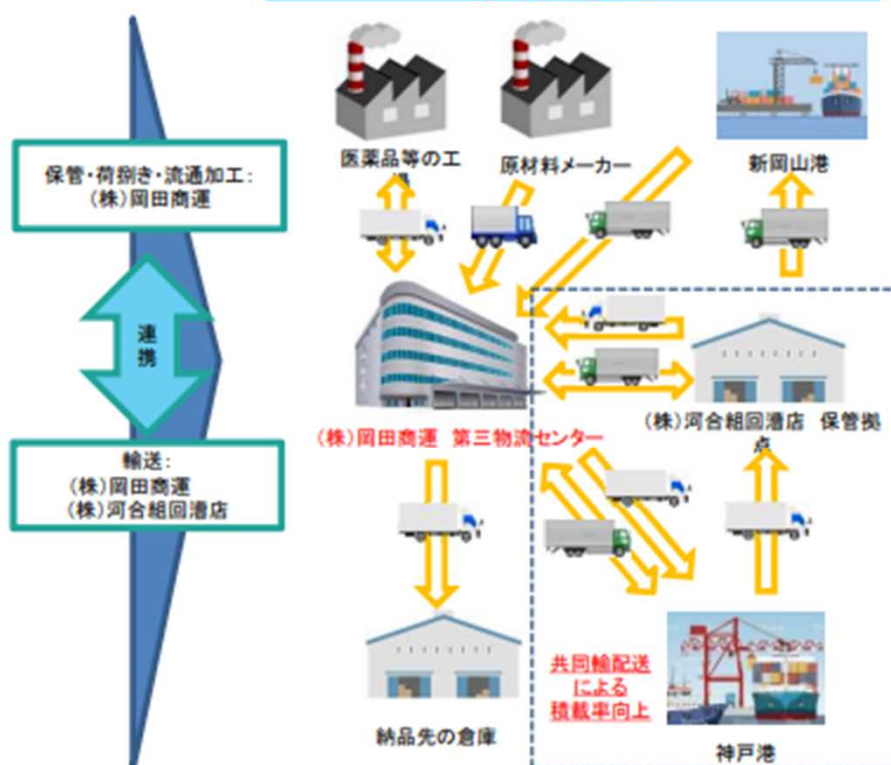 医薬品等の工
原材料メーカー
新岡山港
保管・荷捌き・流通加工:
(株)岡田商運
連
携
(株)岡田商運 第三物流センター
(株)河合組回漕店 保管拠
点
輸送:
(株)岡田商運
(株)河合組回漕店
共同輸配送
による
積載率向上
納品先の倉庫
神戸港